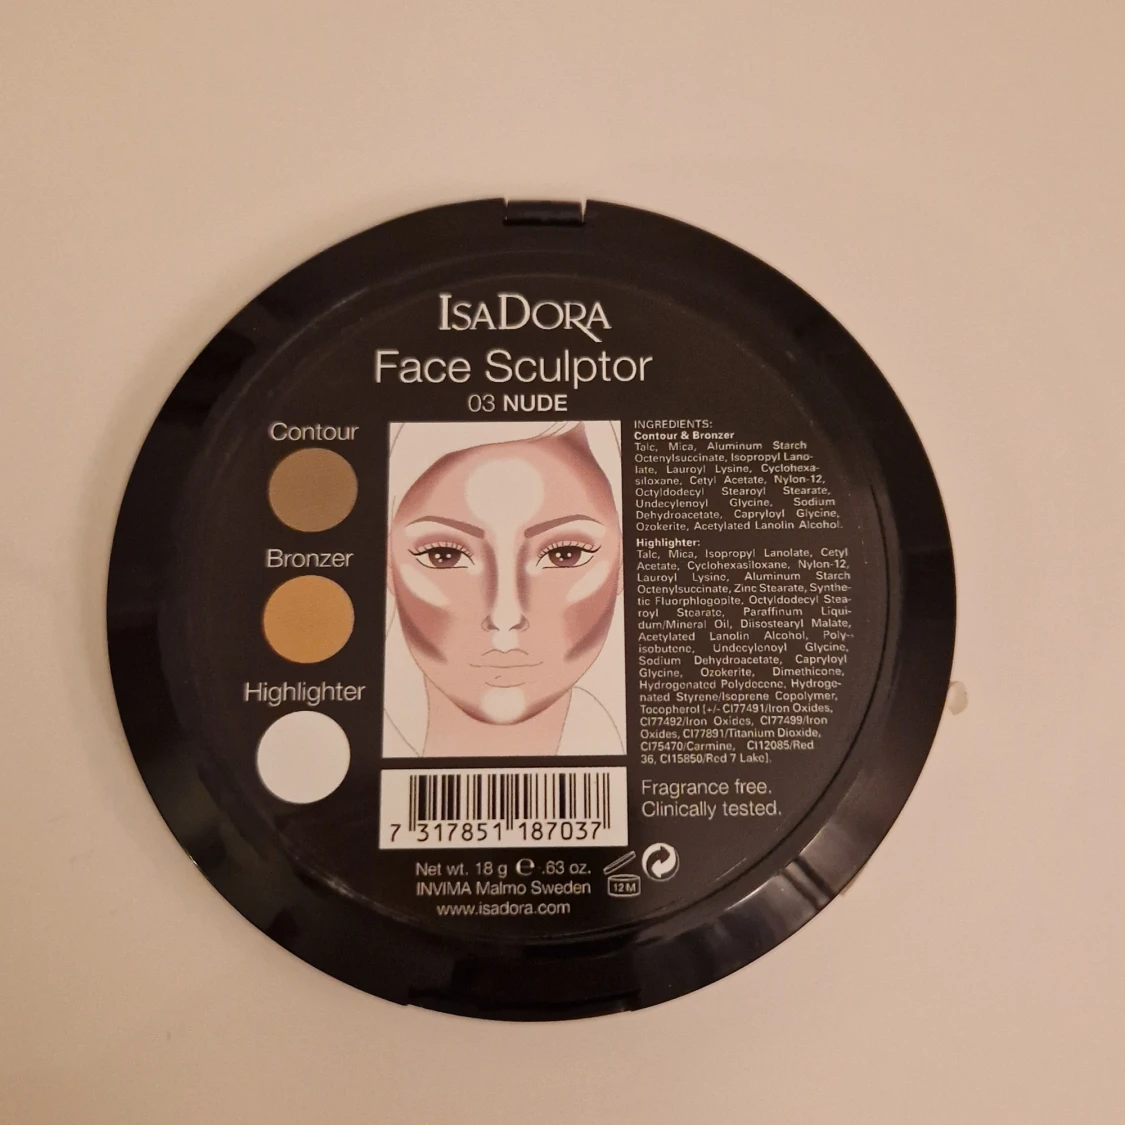 IsaDora
Face Sculptor
03 NUDE
Contour
Bronzer
Highlighter
INGREDIENTS:
Contour & Bronzer
Talc, Mica, Aluminum Starch
Octenylsuccinate, Isopropyl Lano-
late, Lauroyl Lysine, Cyclohexa-
siloxane, Cetyl Acetate, Nylon-12,
Octyldodecyl Stearoyl Stearate,
Undecylenoyl Glycine, Sodium
Dehydroacetate, Capryloyl Glycine,
Ozokerite, Acetylated Lanolin Alcohol.
Highlighter:
Talc, Mica, Isopropyl Lanolate, Cetyl
Acetate, Cyclohexasiloxane, Nylon-12,
Lauroyl Lysine, Aluminum Starch
Octenylsuccinate, Zinc Stearate, Synthe-
tic Fluorphlogopite, Octyldodecyl Stea-
royl Stearate, Paraffinum Liqui-
dum/Mineral Oil, Diisostearyl Malate,
Acetylated Lanolin Alcohol, Poly-
isobutene, Undecylenoyl Glycine,
Sodium Dehydroacetate, Capryloyl
Glycine, Ozokerite, Dimethicone,
Hydrogenated Polydecene, Hydroge-
nated Styrene/Isoprene Copolymer,
Tocopherol [+/- CI77491/Iron Oxides,
CI77492/Iron Oxides, CI77499/Iron
Oxides, CI77891/Titanium Dioxide,
CI75470/Carmine, CI12085/Red
36, CI15850/Red 7 Lake].
Fragrance free.
Clinically tested.
7 317851 187037
Net wt. 18 g ℮ .63 oz.
INVIMA Malmo Sweden
www.isadora.com
12 M